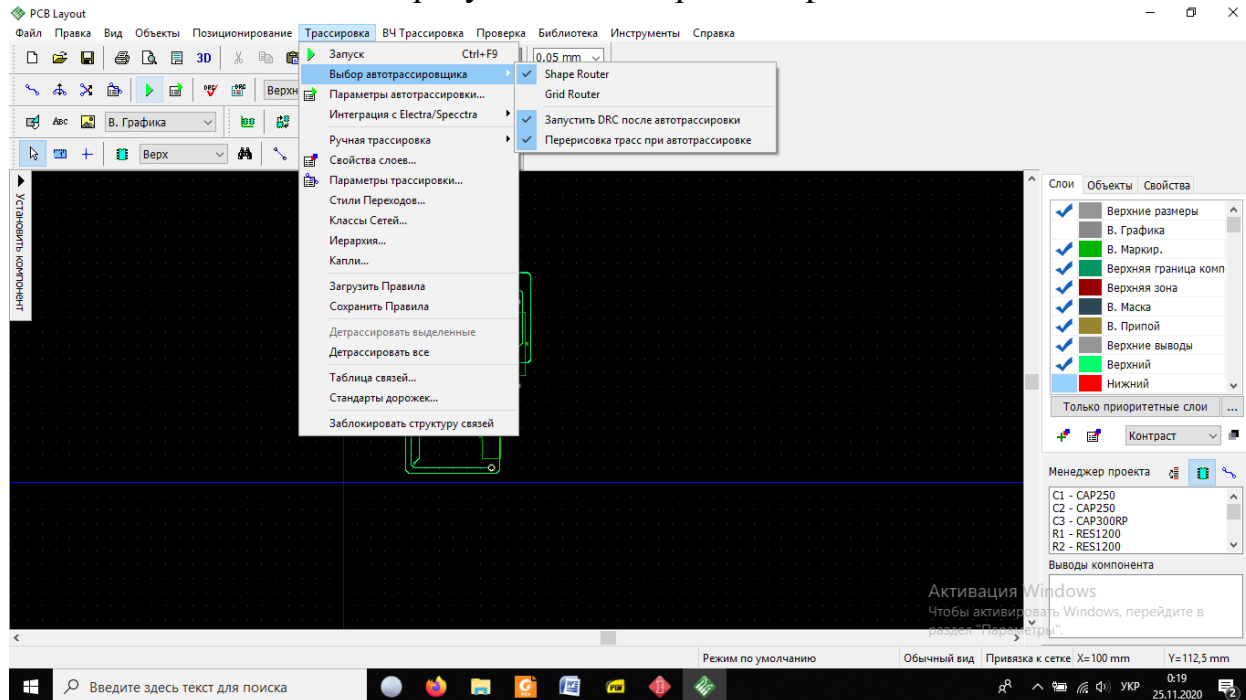 PCB Layout
Файл Правка Вид Объекты Позиционирование Трассировка ВЧ Трассировка Проверка Библиотека Инструменты Справка
3D
0.05 mm
Запуск Ctrl+F9
Выбор автотрассировщика
Параметры автотрассировки...
Интеграция с Electra/Specctra
Ручная трассировка
Свойства слоев...
Параметры трассировки...
Стили Переходов...
Классы Сетей...
Иерархия...
Капли...
Загрузить Правила
Сохранить Правила
Детрассировать выделенные
Детрассировать все
Таблица связей...
Стандарты дорожек...
Заблокировать структуру связей
Shape Router
Grid Router
Запустить DRC после автотрассировки
Перерисовка трасс при автотрассировке
Верхн
ABC
В. Графика
Верх
Установить компонент
Слои Объекты Свойства
Верхние размеры
В. Графика
В. Маркир.
Верхняя граница комп
Верхняя зона
В. Маска
В. Припой
Верхние выводы
Верхний
Нижний
Только приоритетные слои ...
Контраст
Менеджер проекта
C1 - CAP250
C2 - CAP250
C3 - CAP300RP
R1 - RES1200
R2 - RES1200
Выводы компонента
Активация Windows
Чтобы активировать Windows, перейдите в
раздел "Параметры".
Режим по умолчанию Обычный вид Привязка к сетке X=100 mm Y=112,5 mm
Введите здесь текст для поиска
УКР
0:19
25.11.2020